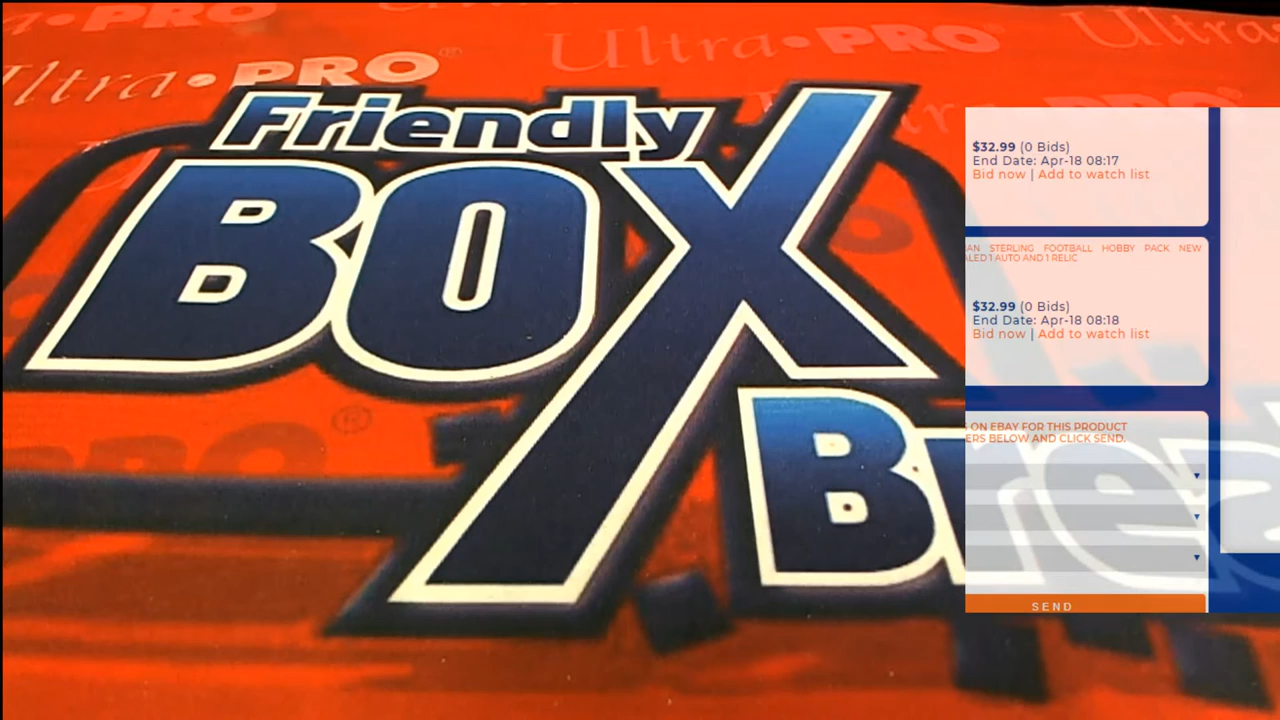 Ultra•PRO
Ultra•PRO®
Ultra•PRO
Friendly
BOX
$32.99 (0 Bids)
End Date: Apr-18 08:17
Bid now | Add to watch list
STERLING FOOTBALL HOBBY PACK NEW
1 AUTO AND 1 RELIC
$32.99 (0 Bids)
End Date: Apr-18 08:18
Bid now | Add to watch list
ON EBAY FOR THIS PRODUCT
BELOW AND CLICK SEND.
PRO®
SEND